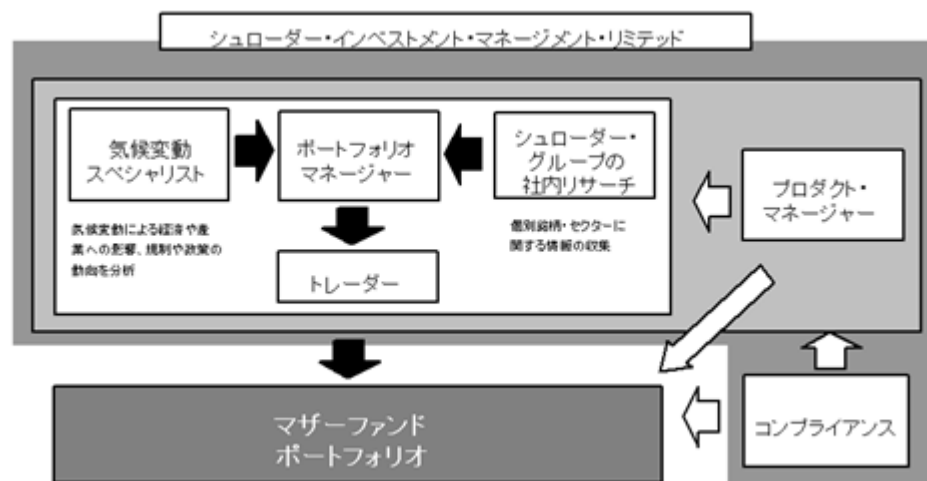 シュローダー・インベストメント・マネージメント・リミテッド
気候変動
スペシャリスト
ポートフォリオ
マネージャー
シュローダー・
グループの
社内リサーチ
プロダクト・
マネージャー
気候変動による経済や産
業への影響、規制や政策の
動向を分析
個別銘柄・セクターに
関する情報の収集
トレーダー
マザーファンド
ポートフォリオ
コンプライアンス